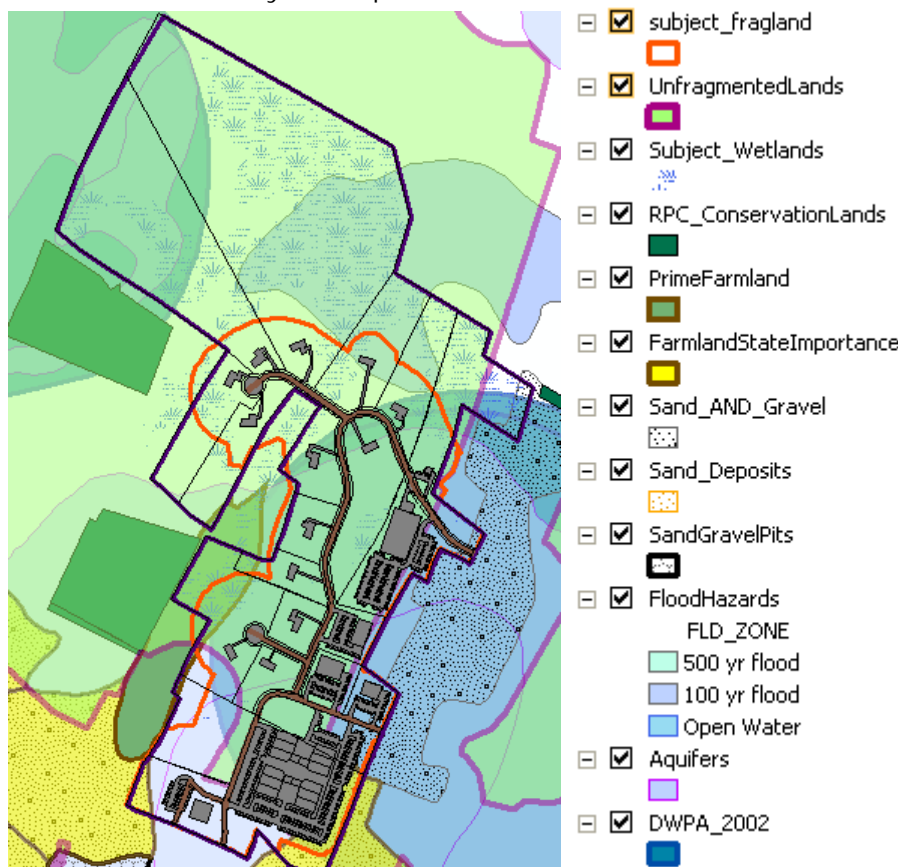 subject_fragland
UnfragmentedLands
Subject_Wetlands
RPC_ConservationLands
PrimeFarmland
FarmlandStateImportance
Sand_AND_Gravel
Sand_Deposits
SandGravelPits
FloodHazards
FLD_ZONE
500 yr flood
100 yr flood
Open Water
Aquifers
DWPA_2002